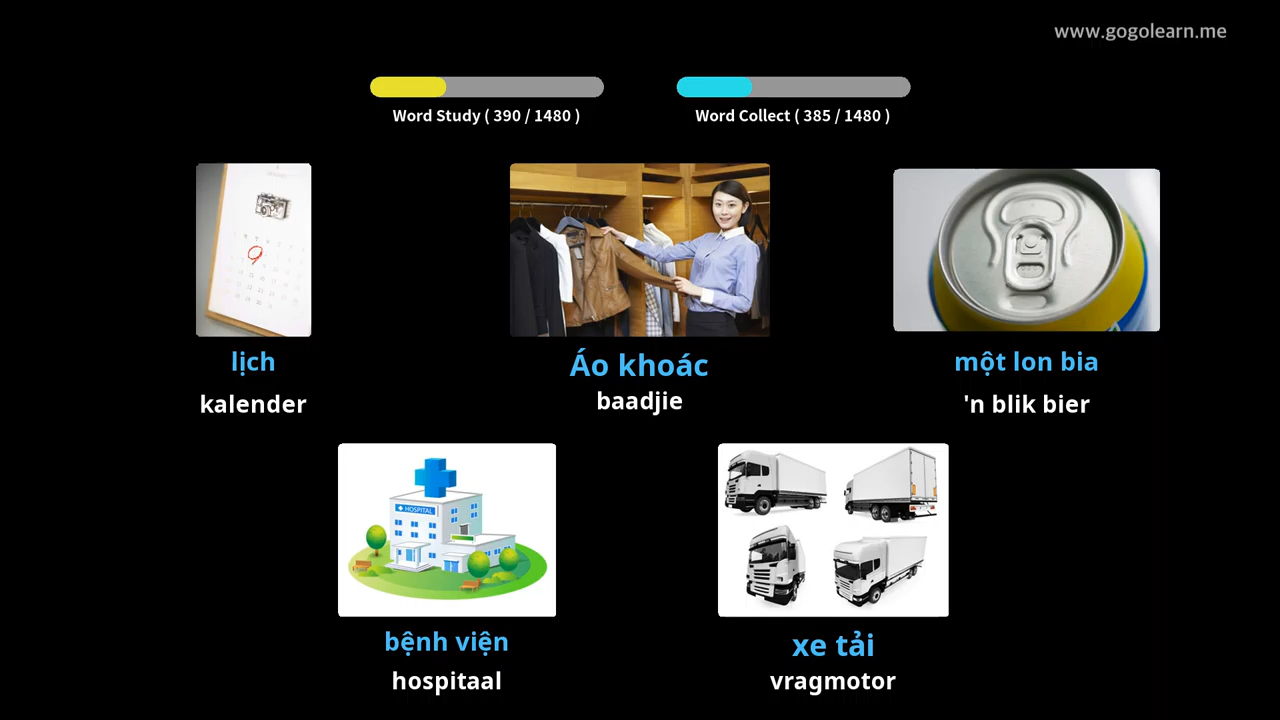 www.gogolearn.me
Word Study ( 390 / 1480 )
Word Collect ( 385 / 1480 )
lịch
kalender
Áo khoác
baadjie
một lon bia
'n blik bier
HOSPITAL
bệnh viện
hospitaal
xe tải
vragmotor